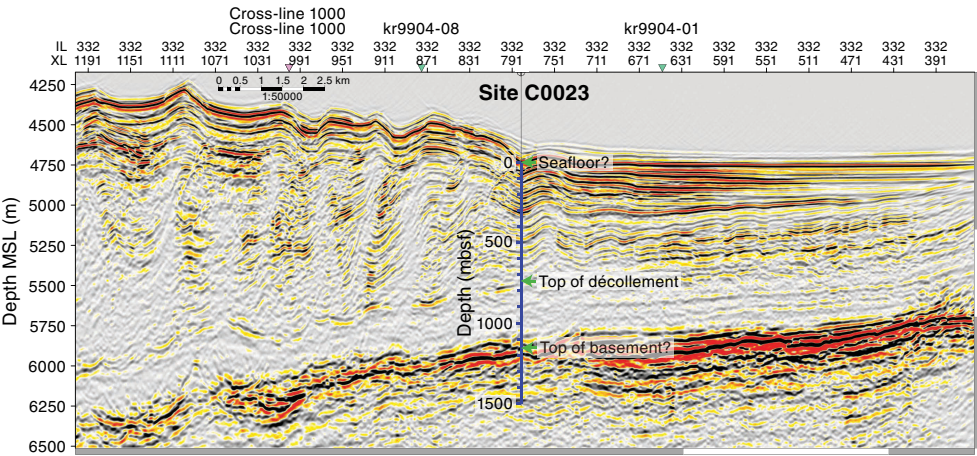 Cross-line 1000
Cross-line 1000 kr9904-08 kr9904-01
IL 332 332 332 332 332 332 332 332 332 332 332 332 332 332 332 332 332 332 332 332 332
XL 1191 1151 1111 1071 1031 991 951 911 871 831 791 751 711 671 631 591 551 511 471 431 391
0 0.5 1 1.5 2 2.5 km
1:50000
Site C0023
Depth MSL (m)
4250
4500
4750
5000
5250
5500
5750
6000
6250
6500
Depth (mbsf)
0
500
1000
1500
Seafloor?
Top of décollement
Top of basement?